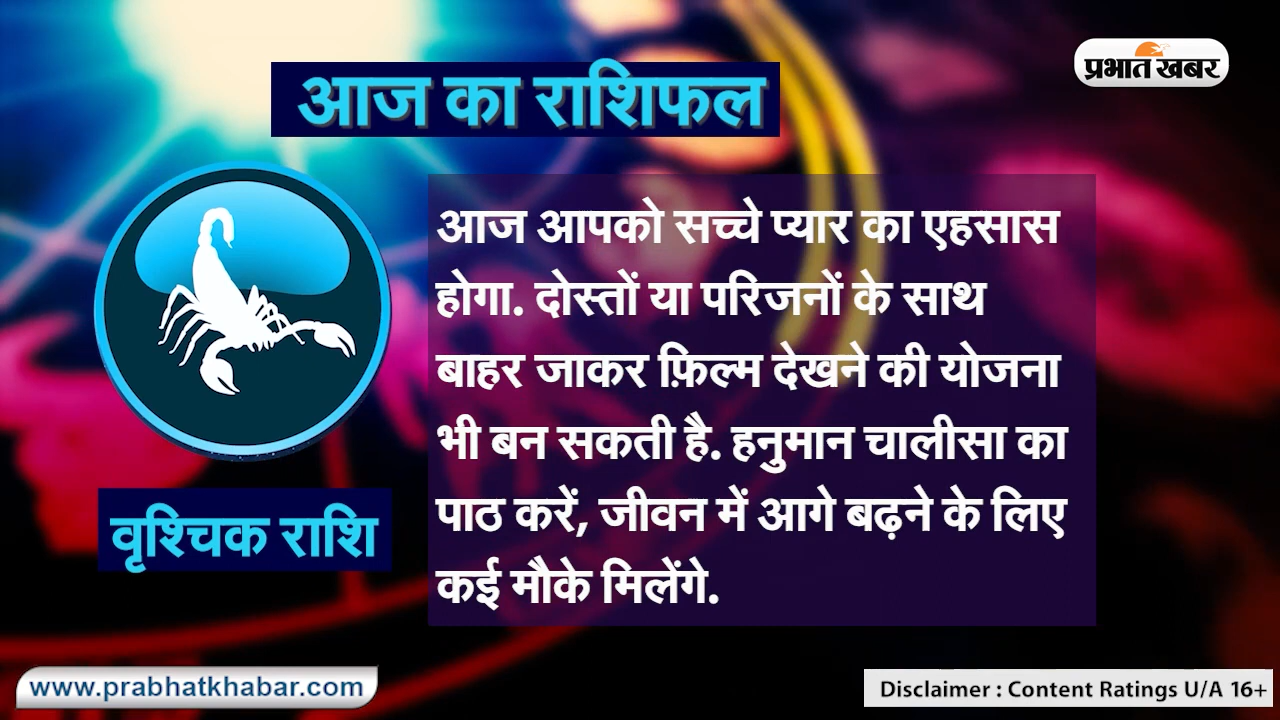 प्रभात खबर
आज का राशिफल
आज आपको सच्चे प्यार का एहसास
होगा. दोस्तों या परिजनों के साथ
बाहर जाकर फ़िल्म देखने की योजना
भी बन सकती है. हनुमान चालीसा का
पाठ करें, जीवन में आगे बढ़ने के लिए
कई मौके मिलेंगे.
वृश्चिक राशि
www.prabhatkhabar.com
Disclaimer : Content Ratings U/A 16+